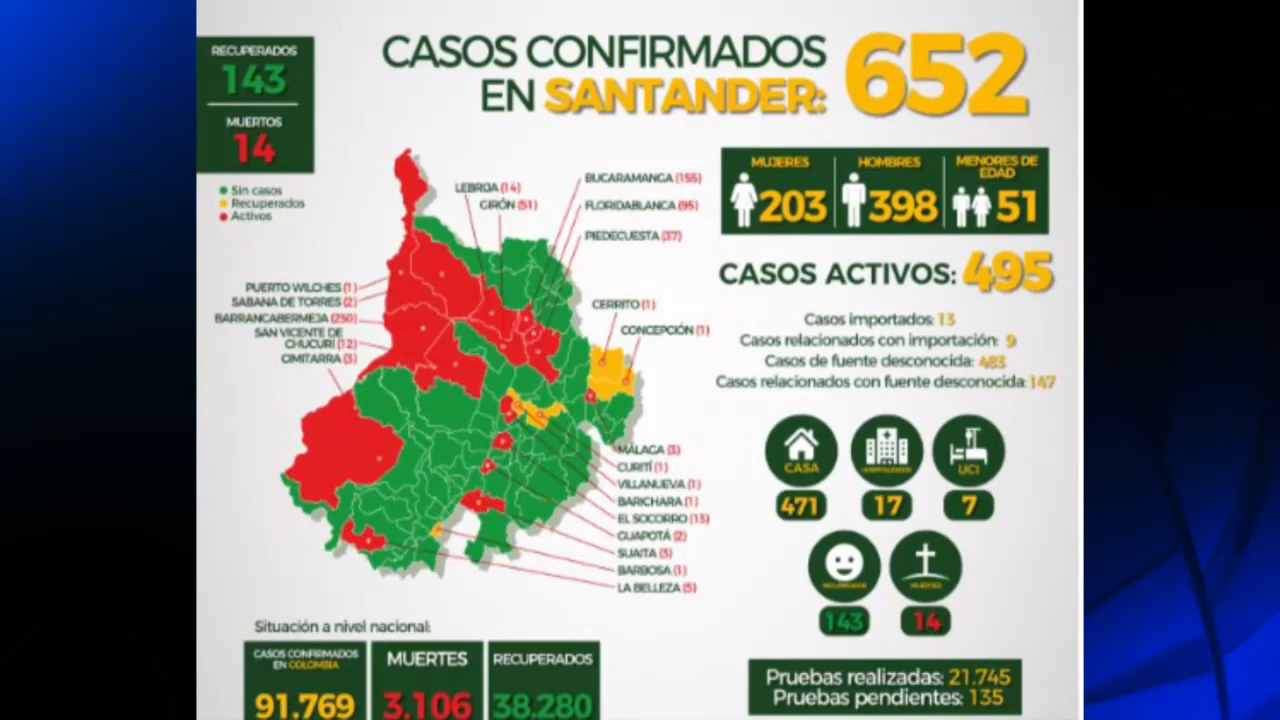 RECUPERADOS
143
MUERTOS
14
CASOS CONFIRMADOS
EN SANTANDER: 652
Sin casos
Recuperados
Activos
MUJERES
203
HOMBRES
398
MENORES DE
EDAD
51
CASOS ACTIVOS: 495
Casos importados: 13
Casos relacionados con importación: 9
Casos de fuente desconocida: 483
Casos relacionados con fuente desconocida: 147
LEBRIJA (14)
GIRÓN (51)
BUCARAMANGA (155)
FLORIDABLANCA (95)
PIEDECUESTA (37)
CERRITO (1)
CONCEPCIÓN (1)
PUERTO WILCHES (1)
SABANA DE TORRES (2)
BARRANCABERMEJA (250)
SAN VICENTE DE
CHUCURÍ (12)
CIMITARRA (3)
MÁLAGA (3)
CURITÍ (1)
VILLANUEVA (1)
BARICHARA (1)
EL SOCORRO (13)
GUAPOTÁ (2)
SUAITA (3)
BARBOSA (1)
LA BELLEZA (5)
CASA
471
HOSPITALIZADOS
17
UCI
7
RECUPERADOS
143
MUERTES
14
Situación a nivel nacional:
CASOS CONFIRMADOS
EN COLOMBIA
91.769
MUERTES
3.106
RECUPERADOS
38.280
Pruebas realizadas: 21.745
Pruebas pendientes: 135